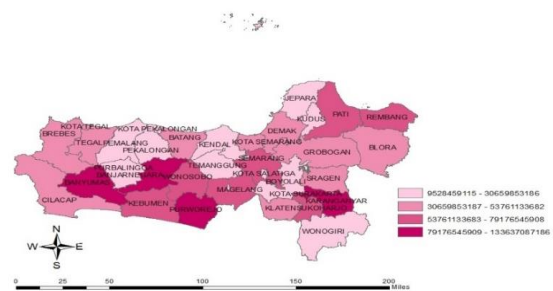 JEPARA
KUDUS
PATI
REMBANG
KOTA TEGAL
KOTA PEKALONGAN
BREBES
TEGAL
PEMALANG
PEKALONGAN
BATANG
KENDAL
DEMAK
KOTA SEMARANG
GROBOGAN
BLORA
SEMARANG
PURBALINGGA
BANJARNEGARA
TEMANGGUNG
WONOSOBO
BANYUMAS
KOTA SALATIGA
BOYOLALI
SRAGEN
CILACAP
KEBUMEN
PURWOREJO
MAGELANG
KLATEN
SUKOHARJO
KOTA SURAKARTA
KARANGANYAR
WONOGIRI
9528459115 - 30659853186
30659853187 - 53761133682
53761133683 - 79176545908
79176545909 - 133637087186
N
W E
S
0 50 100 150 200
Miles